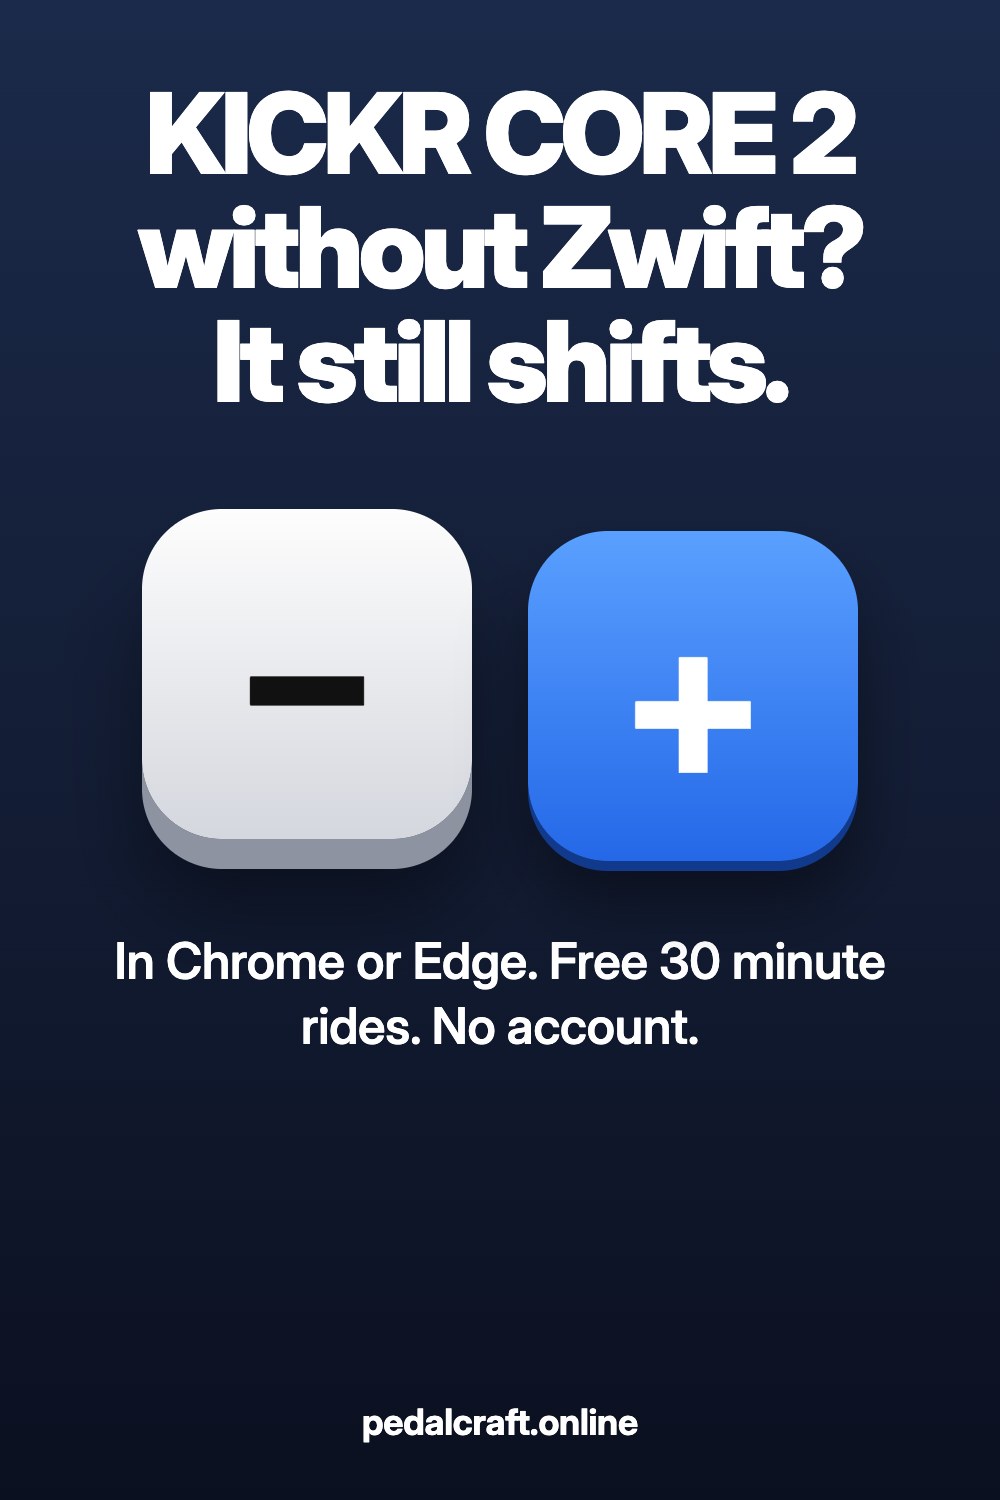 KICKR CORE 2
without Zwift?
It still shifts.
− +
In Chrome or Edge. Free 30 minute
rides. No account.
pedalcraft.online